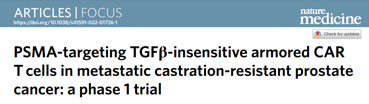 ARTICLES | FOCUS
https://doi.org/10.1038/s41591-022-01726-1
nature
medicine
Check for updates
PSMA-targeting TGFβ-insensitive armored CAR
T cells in metastatic castration-resistant prostate
cancer: a phase 1 trial